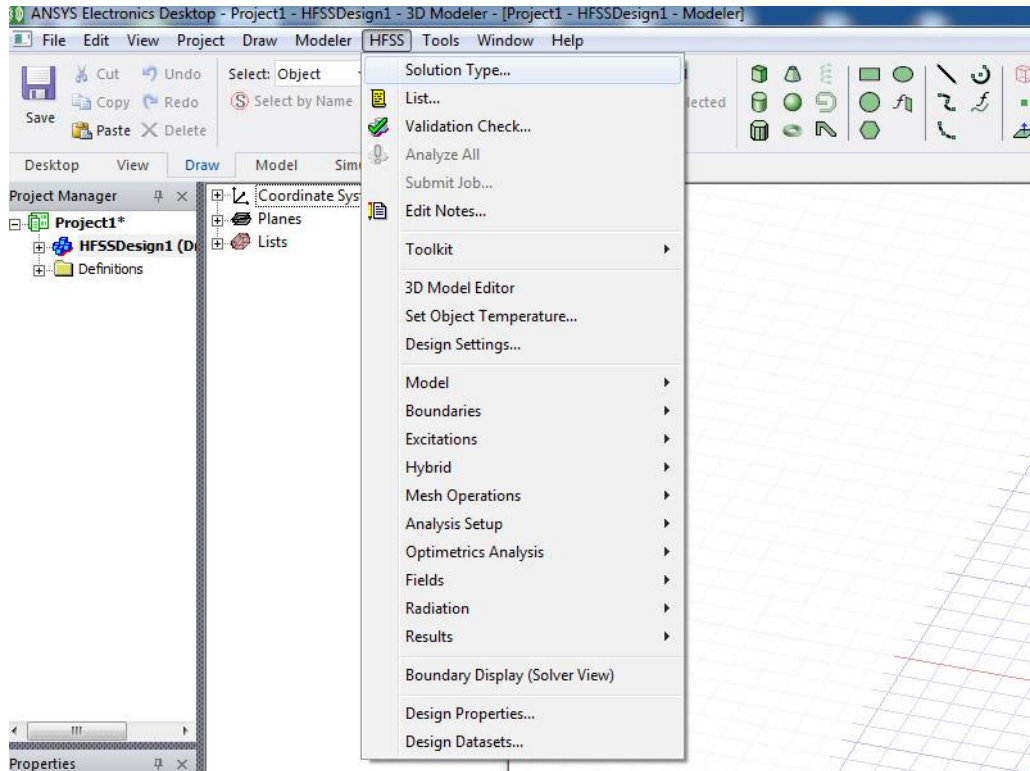 ANSYS Electronics Desktop - Project1 - HFSSDesign1 - 3D Modeler - [Project1 - HFSSDesign1 - Modeler]
File Edit View Project Draw Modeler HFSS Tools Window Help
Save
Cut Undo
Copy Redo
Paste Delete
Select: Object
Select by Name
Desktop View Draw Model
Project Manager
Project1*
HFSSDesign1
Definitions
Coordinate Sys
Planes
Lists
Solution Type...
List...
Validation Check...
Analyze All
Submit Job...
Edit Notes...
Toolkit
3D Model Editor
Set Object Temperature...
Design Settings...
Model
Boundaries
Excitations
Hybrid
Mesh Operations
Analysis Setup
Optimetrics Analysis
Fields
Radiation
Results
Boundary Display (Solver View)
Design Properties...
Design Datasets...
Properties